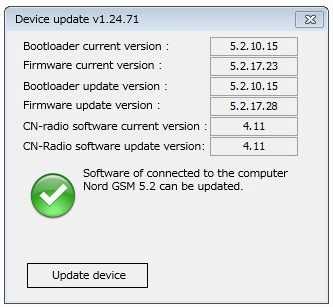 Device update v1.24.71
Bootloader current version : 5.2.10.15
Firmware current version : 5.2.17.23
Bootloader update version : 5.2.10.15
Firmware update version : 5.2.17.28
CN-radio software current version : 4.11
CN-Radio software update version: 4.11
Software of connected to the computer
Nord GSM 5.2 can be updated.
Update device